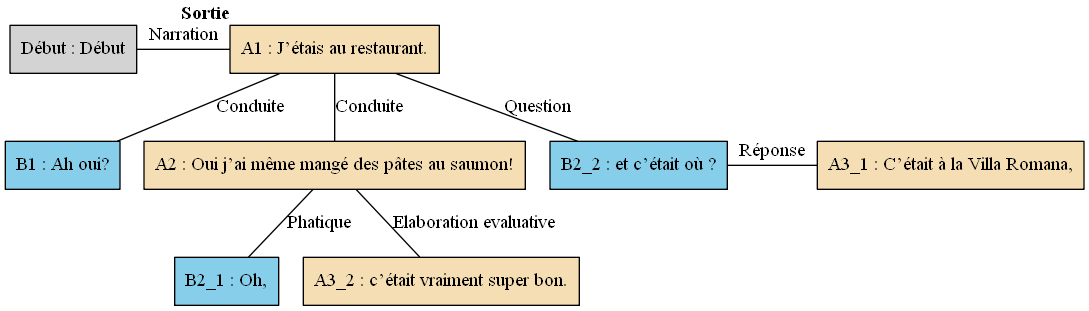 Sortie
Début : Début
Narration
A1 : J’étais au restaurant.
Conduite
Conduite
Question
B1 : Ah oui?
A2 : Oui j’ai même mangé des pâtes au saumon!
B2_2 : et c’était où ?
Réponse
A3_1 : C’était à la Villa Romana,
Phatique
Elaboration evaluative
B2_1 : Oh,
A3_2 : c’était vraiment super bon.